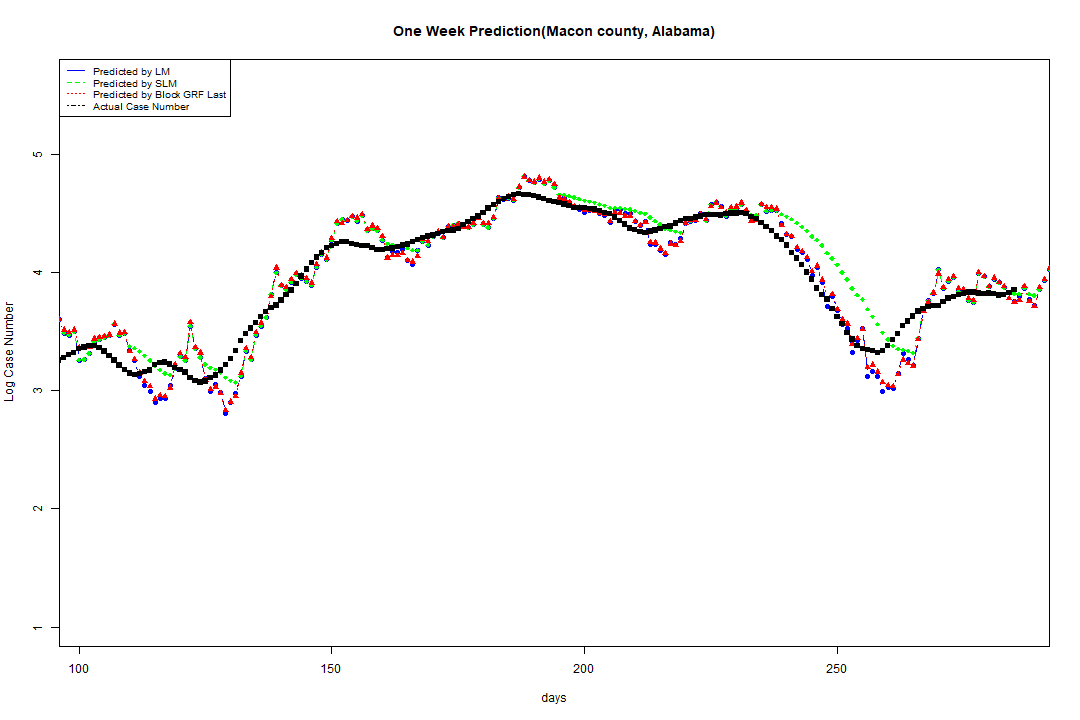 One Week Prediction(Macon county, Alabama)
Predicted by LM
Predicted by SLM
Predicted by Block GRF Last
Actual Case Number
5
4
3
2
1
Log Case Number
100 150 200 250
days